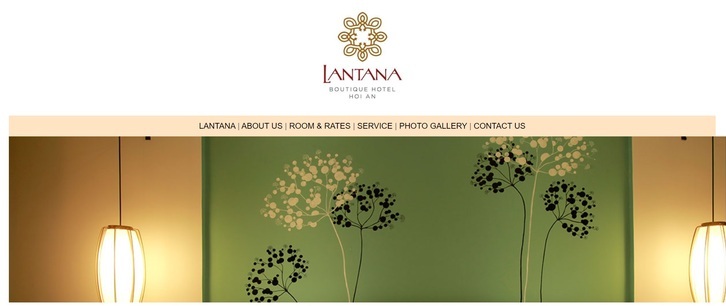 LANTANA
BOUTIQUE HOTEL
HOI AN
LANTANA | ABOUT US | ROOM & RATES | SERVICE | PHOTO GALLERY | CONTACT US